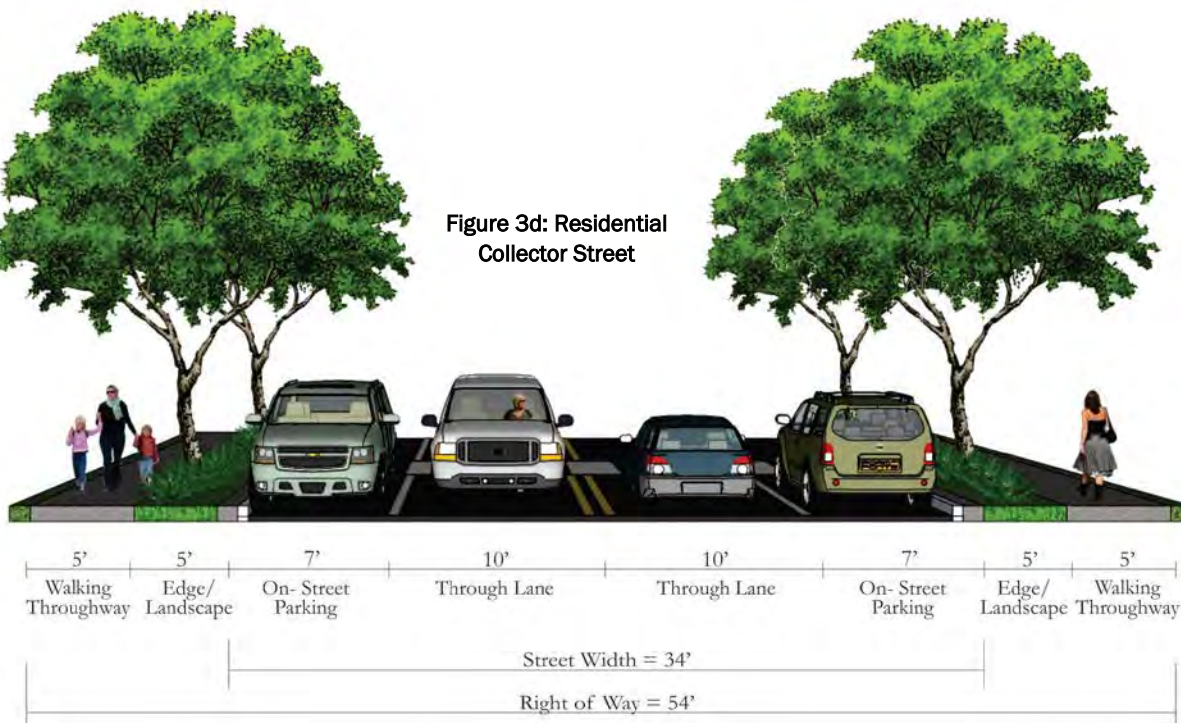 Figure 3d: Residential
Collector Street
5’ 5’ 7’ 10’ 10’ 7’ 5’ 5’
Walking Edge/ On- Street Through Lane Through Lane On- Street Edge/ Walking
Throughway Landscape Parking Parking Landscape Throughway
Street Width = 34’
Right of Way = 54’